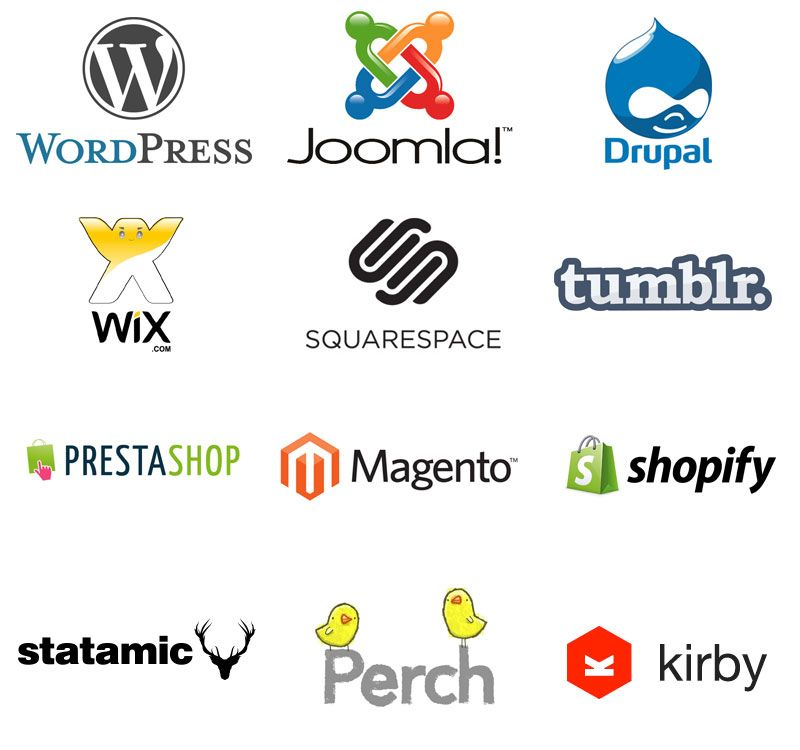 W
WORDPRESS
Joomla!™
Drupal
WiX
.COM
SQUARESPACE
tumblr.
PRESTASHOP
Magento™
S
shopify
statamic
Perch
k
kirby